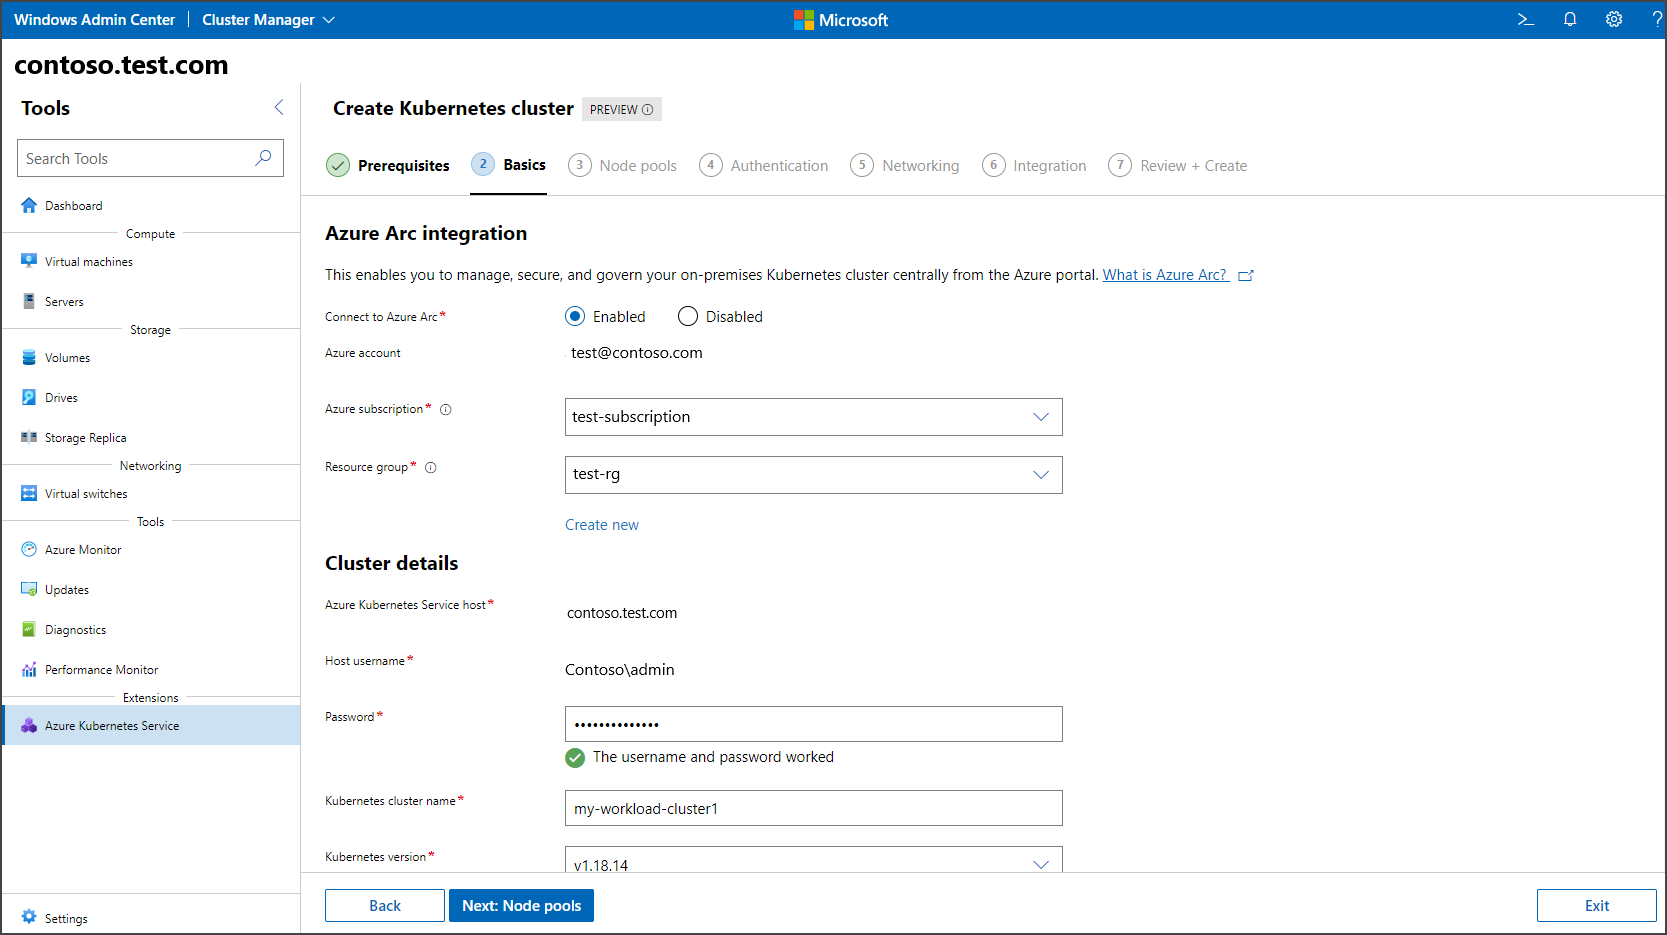 Windows Admin Center | Cluster Manager
Microsoft
>_
?
contoso.test.com
Tools
Search Tools
Dashboard
Compute
Virtual machines
Servers
Storage
Volumes
Drives
Storage Replica
Networking
Virtual switches
Tools
Azure Monitor
Updates
Diagnostics
Performance Monitor
Extensions
Azure Kubernetes Service
Settings
Create Kubernetes cluster PREVIEW
Prerequisites 2 Basics 3 Node pools 4 Authentication 5 Networking 6 Integration 7 Review + Create
Azure Arc integration
This enables you to manage, secure, and govern your on-premises Kubernetes cluster centrally from the Azure portal. What is Azure Arc?
Connect to Azure Arc* Enabled Disabled
Azure account test@contoso.com
Azure subscription* test-subscription
Resource group* test-rg
Create new
Cluster details
Azure Kubernetes Service host* contoso.test.com
Host username* Contoso\admin
Password* ••••••••••••••
The username and password worked
Kubernetes cluster name* my-workload-cluster1
Kubernetes version* v1.18.14
Back Next: Node pools Exit